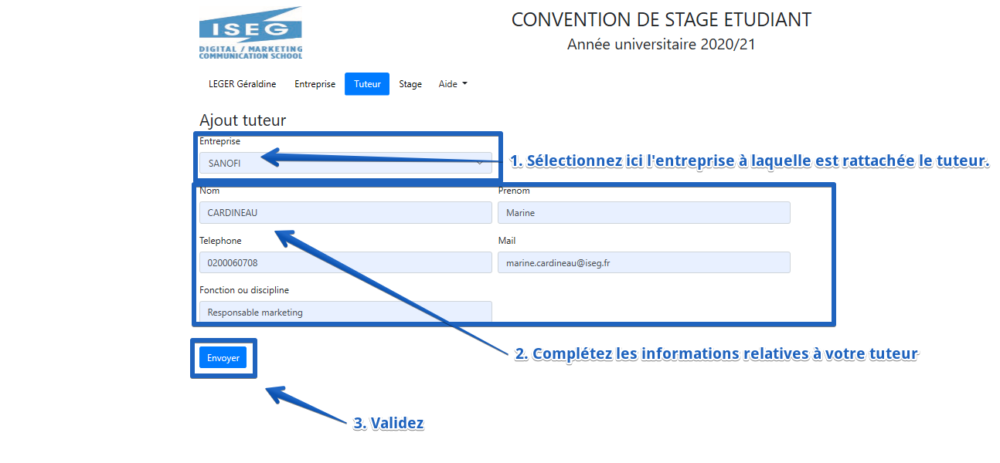 ISEG
DIGITAL / MARKETING
COMMUNICATION SCHOOL
CONVENTION DE STAGE ETUDIANT
Année universitaire 2020/21
LEGER Géraldine Entreprise Tuteur Stage Aide
Ajout tuteur
Entreprise
SANOFI
1. Sélectionnez ici l'entreprise à laquelle est rattachée le tuteur.
Nom Prenom
CARDINEAU Marine
Telephone Mail
0200060708 marine.cardineau@iseg.fr
Fonction ou discipline
Responsable marketing
2. Complétez les informations relatives à votre tuteur
Envoyer
3. Validez